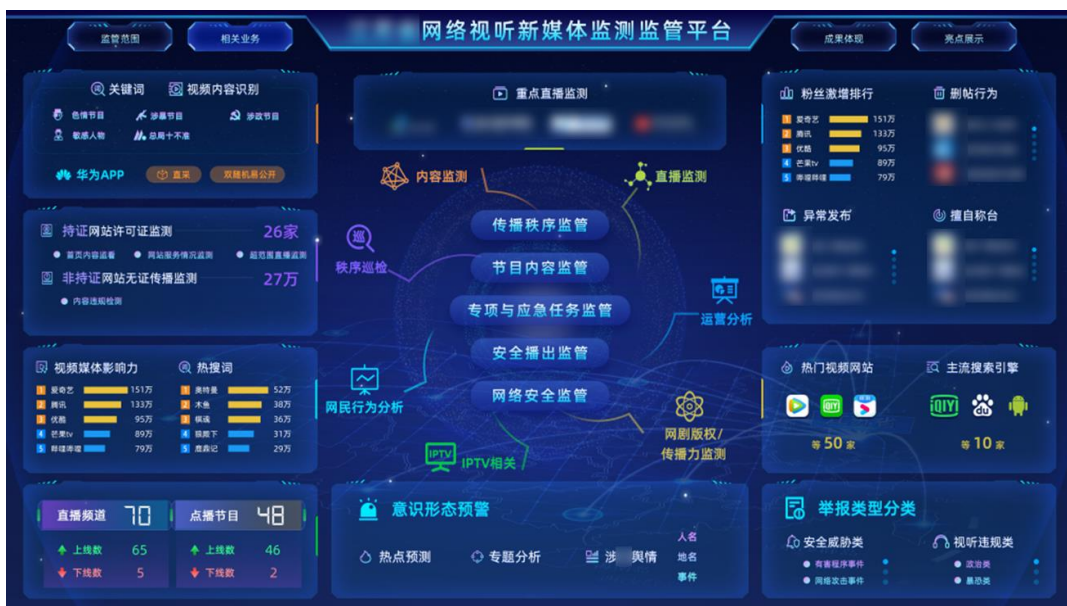 监管范围
相关业务
网络视听新媒体监测监管平台
成果体现
亮点展示
关键词 视频内容识别
色情节目 涉暴节目 涉政节目
敏感人物 总局十不准
华为APP 直采 双随机易公开
持证网站许可证监测 26家
首页内容监看 网站服务情况监测 超范围直播监测
非持证网站无证传播监测 27万
内容违规检测
视频媒体影响力 热搜词
1 爱奇艺 151万 1 奥特曼 52万
2 腾讯 133万 2 木鱼 38万
3 优酷 95万 3 棋魂 36万
4 芒果tv 89万 4 狼殿下 31万
5 哔哩哔哩 79万 5 鹿鼎记 29万
直播频道 70 点播节目 48
上线数 65 上线数 46
下线数 5 下线数 2
重点直播监测
内容监测
直播监测
秩序巡检
巡
运营分析
网民行为分析
网剧版权/
传播力监测
IPTV
IPTV相关
传播秩序监管
节目内容监管
专项与应急任务监管
安全播出监管
网络安全监管
意识形态预警
热点预测 专题分析 涉 舆情
人名
地名
事件
粉丝激增排行 删帖行为
1 爱奇艺 151万
2 腾讯 133万
3 优酷 95万
4 芒果tv 89万
5 哔哩哔哩 79万
异常发布 擅自称台
热门视频网站 主流搜索引擎
iQIYI
du
等50家 等10家
举报类型分类
安全威胁类 视听违规类
有害程序事件 政治类
网络攻击事件 暴恐类